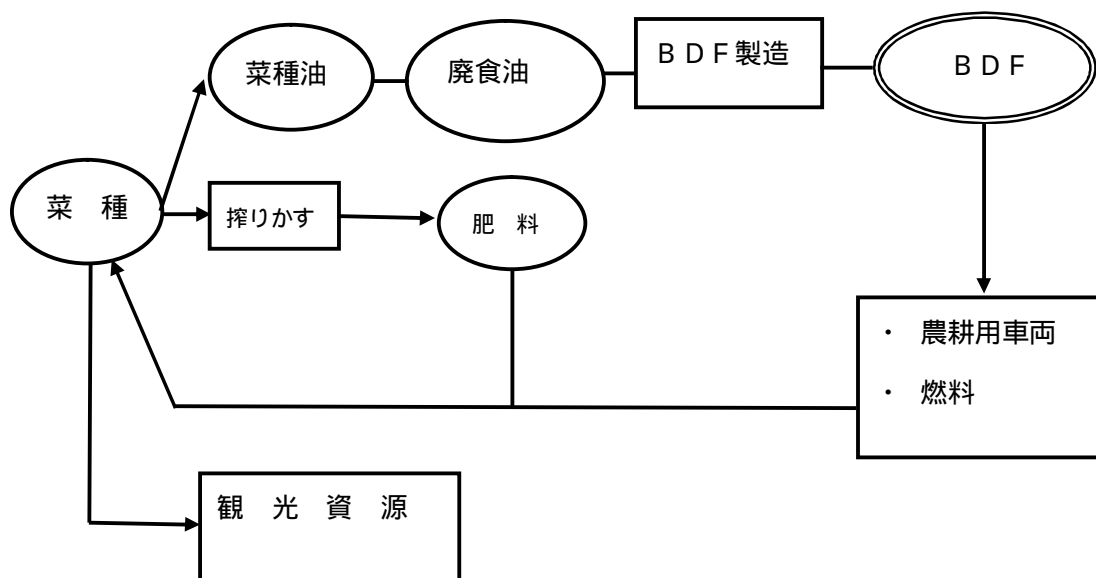 菜種油
廃食油
ＢＤＦ製造
ＢＤＦ
菜　種
搾りかす
肥　料
・　農耕用車両
・　燃料
観　光　資　源